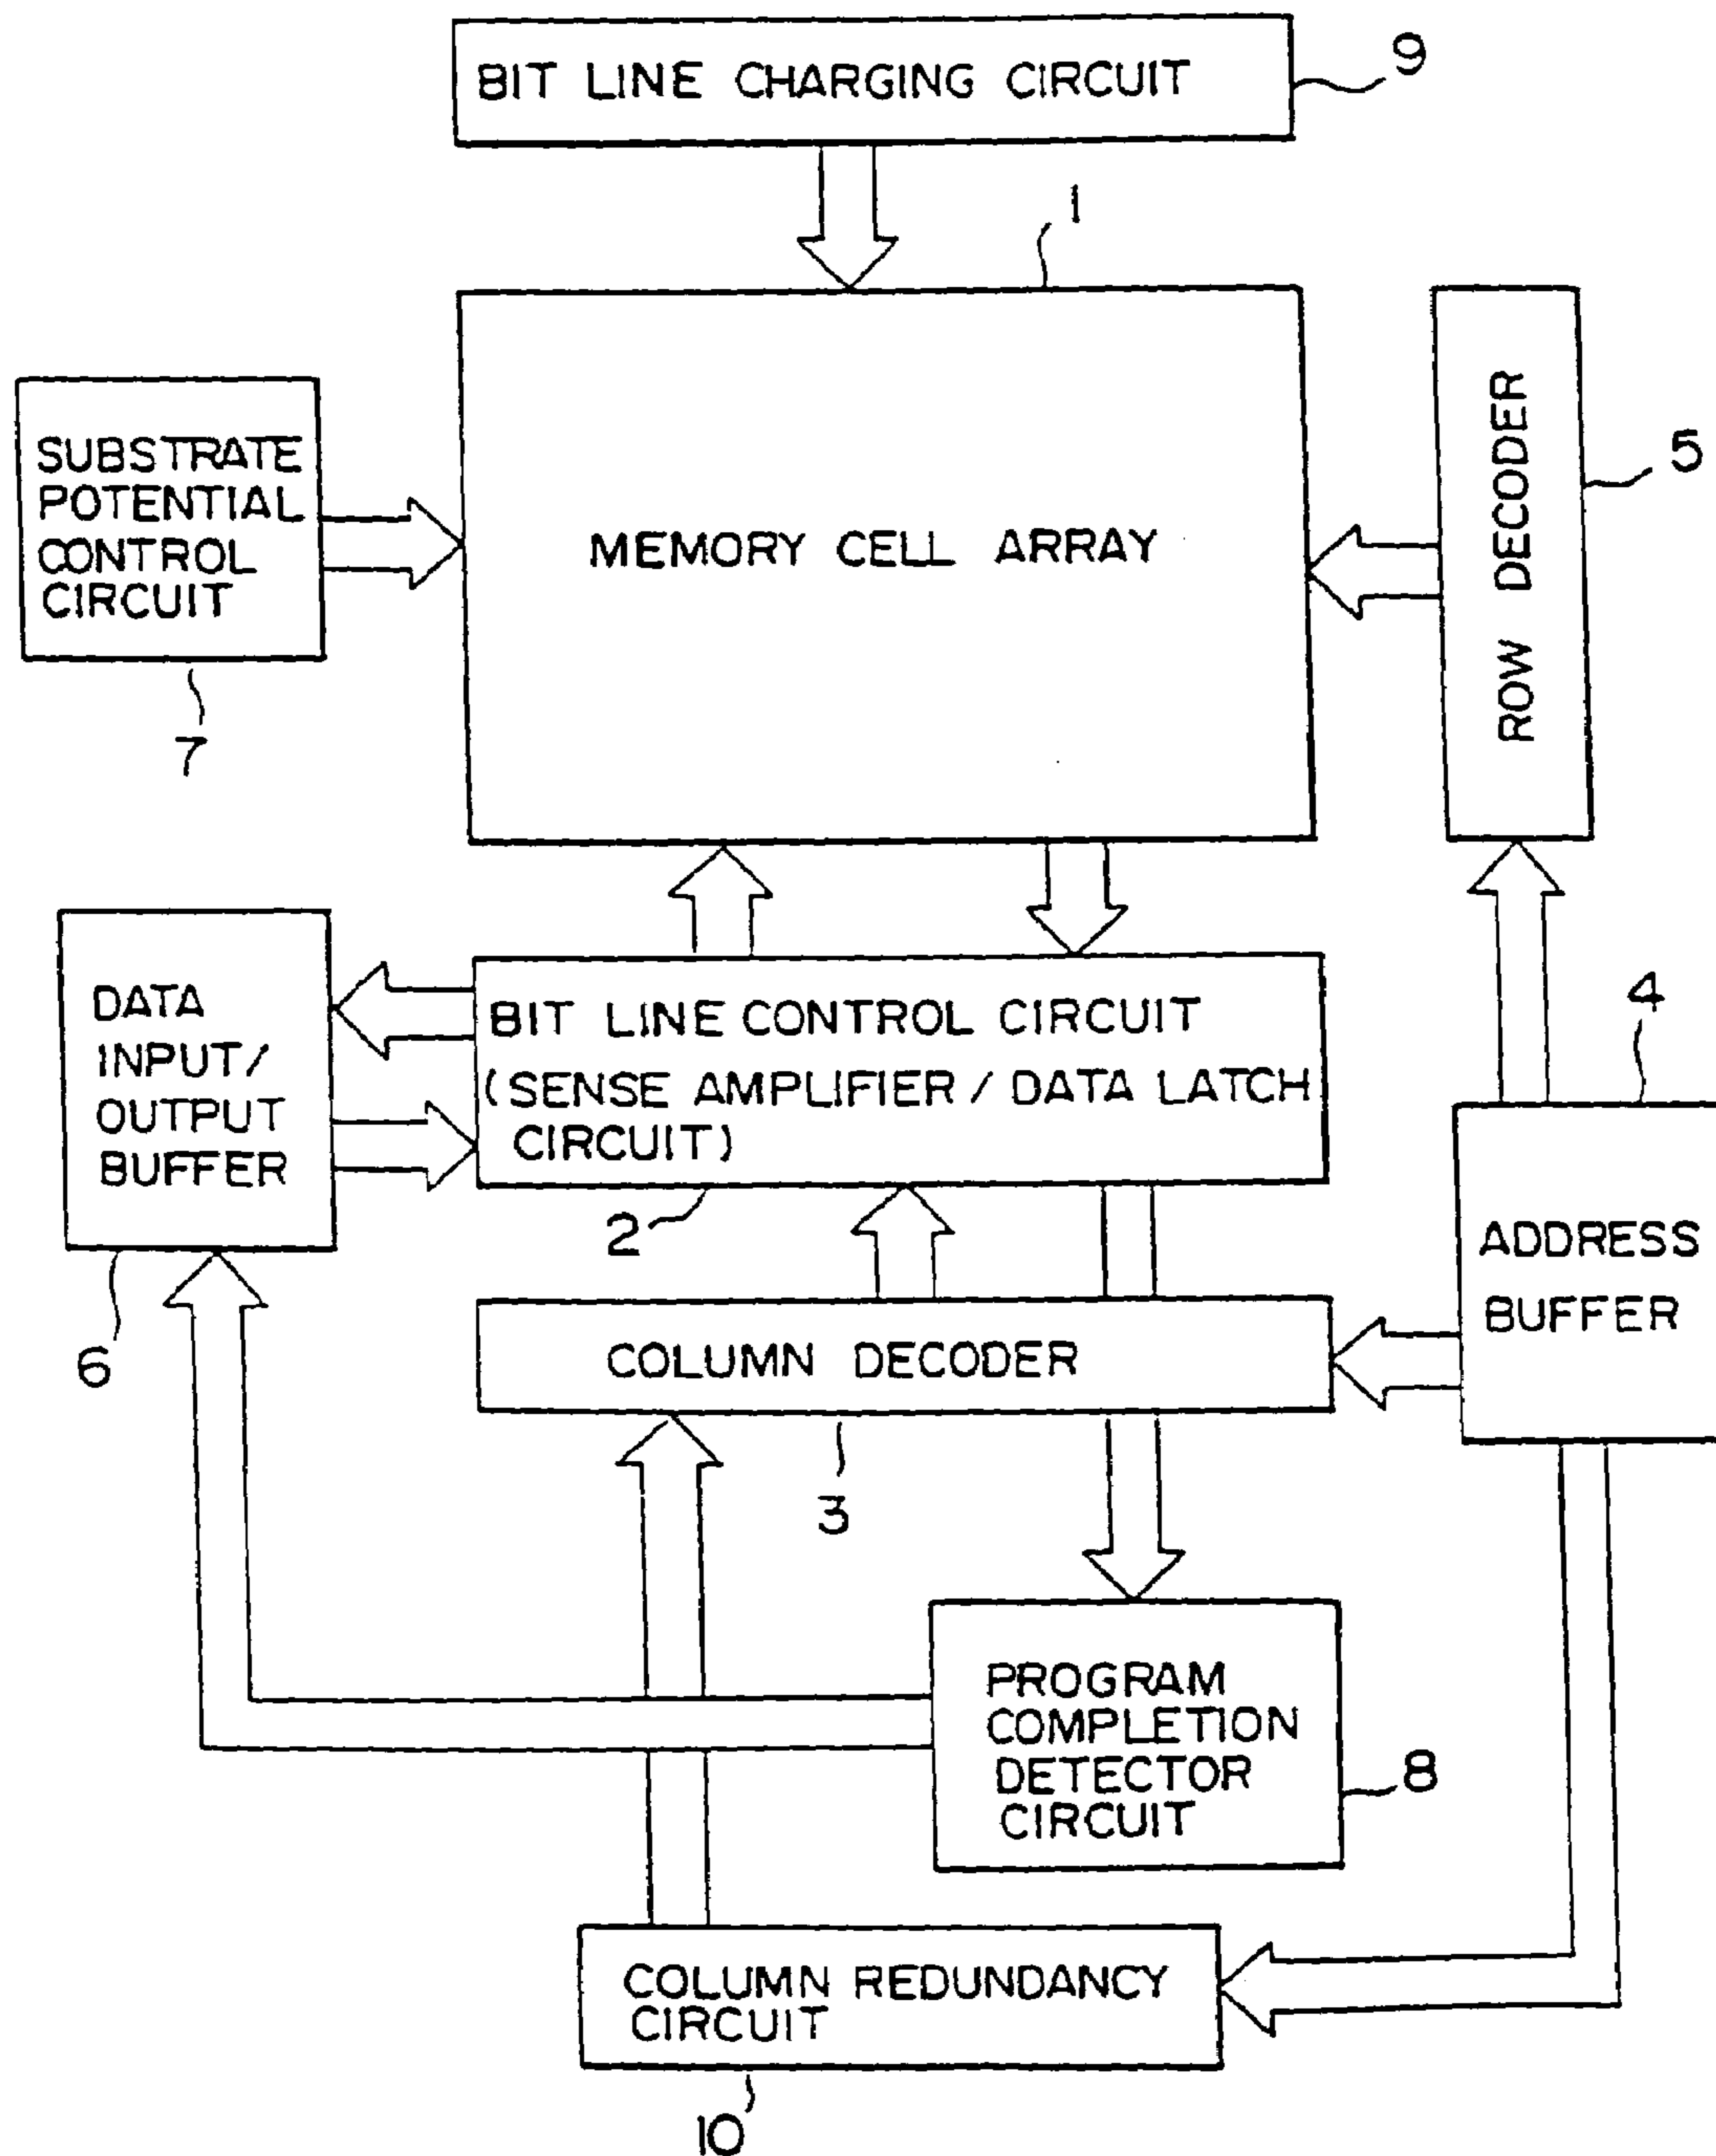 BIT LINE CHARGING CIRCUIT
9
1
MEMORY CELL ARRAY
SUBSTRATE
POTENTIAL
CONTROL
CIRCUIT
7
ROW DECODER
5
DATA
INPUT/
OUTPUT
BUFFER
6
BIT LINE CONTROL CIRCUIT
(SENSE AMPLIFIER / DATA LATCH
CIRCUIT)
2
4
ADDRESS
BUFFER
COLUMN DECODER
3
PROGRAM
COMPLETION
DETECTOR
CIRCUIT
8
COLUMN REDUNDANCY
CIRCUIT
10